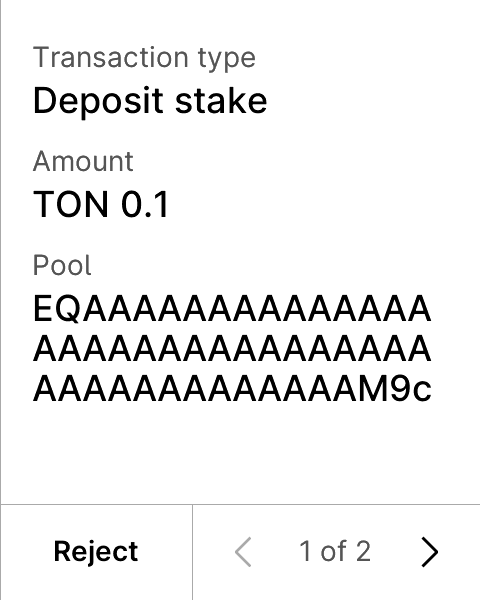 Transaction type
Deposit stake
Amount
TON 0.1
Pool
EQAAAAAAAAAAAAAA
AAAAAAAAAAAAAAAA
AAAAAAAAAAAAAM9c
Reject
1 of 2